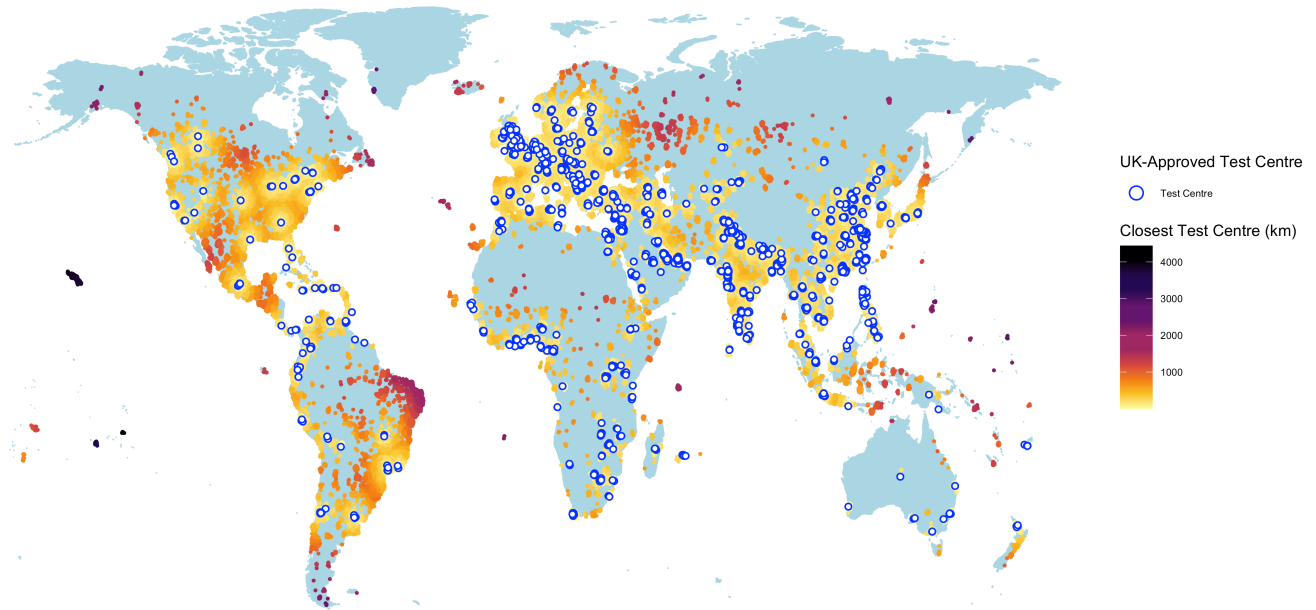 UK-Approved Test Centre
Test Centre
Closest Test Centre (km)
4000
3000
2000
1000